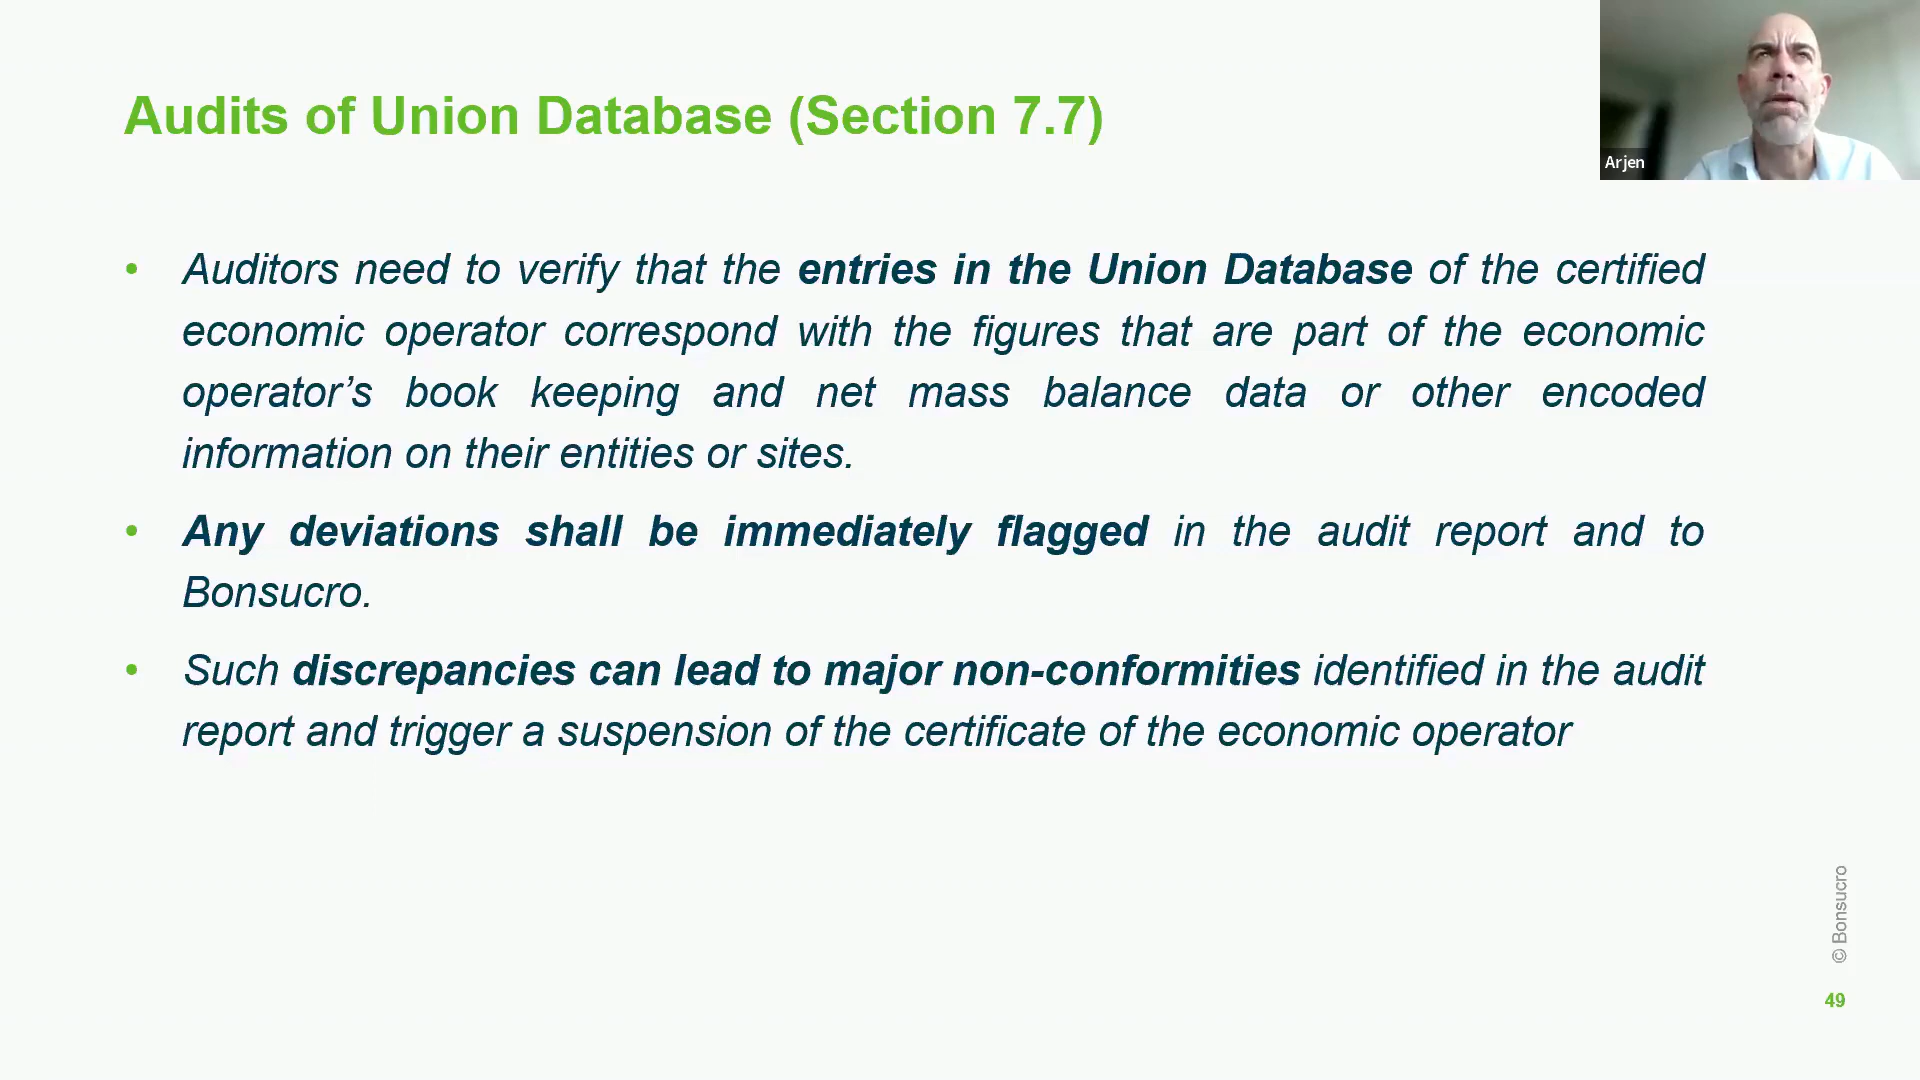 Audits of Union Database (Section 7.7)
Arjen
• Auditors need to verify that the entries in the Union Database of the certified
economic operator correspond with the figures that are part of the economic
operator’s book keeping and net mass balance data or other encoded
information on their entities or sites.
• Any deviations shall be immediately flagged in the audit report and to
Bonsucro.
• Such discrepancies can lead to major non-conformities identified in the audit
report and trigger a suspension of the certificate of the economic operator
© Bonsucro
49